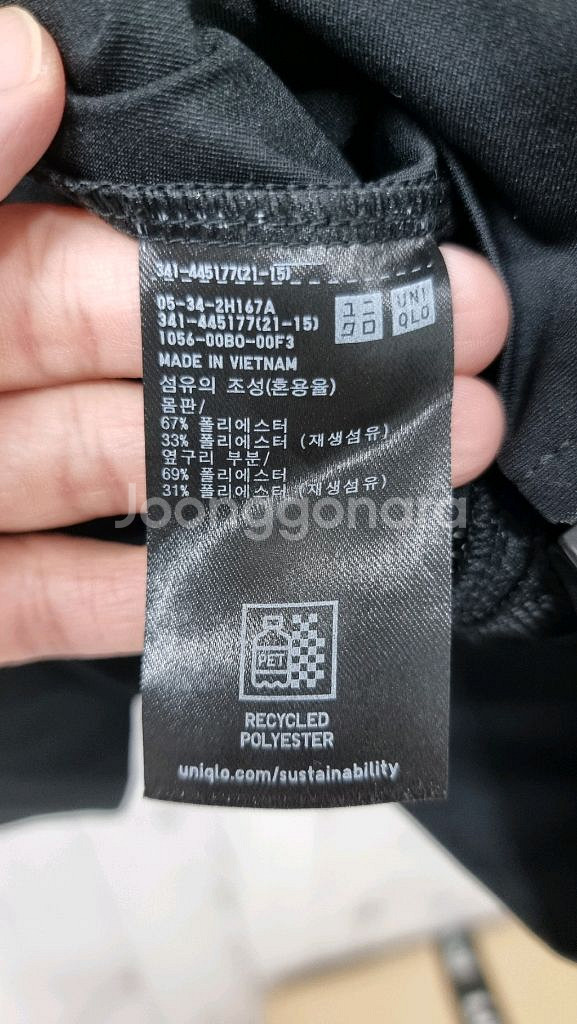 341-445177(21-15)
05-34-2H167A
341-445177(21-15)
1056-00B0-00F3
MADE IN VIETNAM
섬유의 조성(혼용율)
몸판/
67% 폴리에스터
33% 폴리에스터 (재생섬유)
옆구리 부분/
69% 폴리에스터
31% 폴리에스터 (재생섬유)
ユニ
クロ
UNI
QLO
Joonggonara
PET
RECYCLED
POLYESTER
uniqlo.com/sustainability